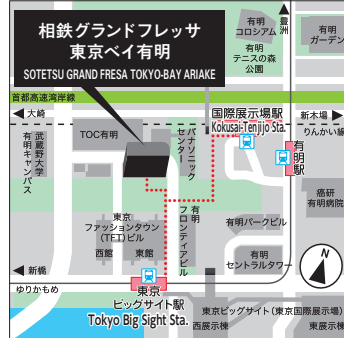 相鉄グランドフレッサ
東京ベイ有明
SOTETSU GRAND FRESA TOKYO-BAY ARIAKE
有明
コロシアム
有明
テニスの森
公園
豊洲
有明
ガーデン
首都高速湾岸線
大崎
国際展示場駅
Kokusai-Tenjijo Sta.
新木場
りんかい線
武蔵野大学
有明キャンパス
TOC有明
パナソニック
センター
有明駅
癌研
有明病院
東京
ファッションタウン
(TFT)ビル
西館
東館
有明
フロンティアビル
有明パークビル
有明
セントラルタワー
N
新橋
ゆりかもめ
東京
ビッグサイト駅
Tokyo Big Sight Sta.
東京ビッグサイト(東京国際展示場)
西展示棟
東展示棟